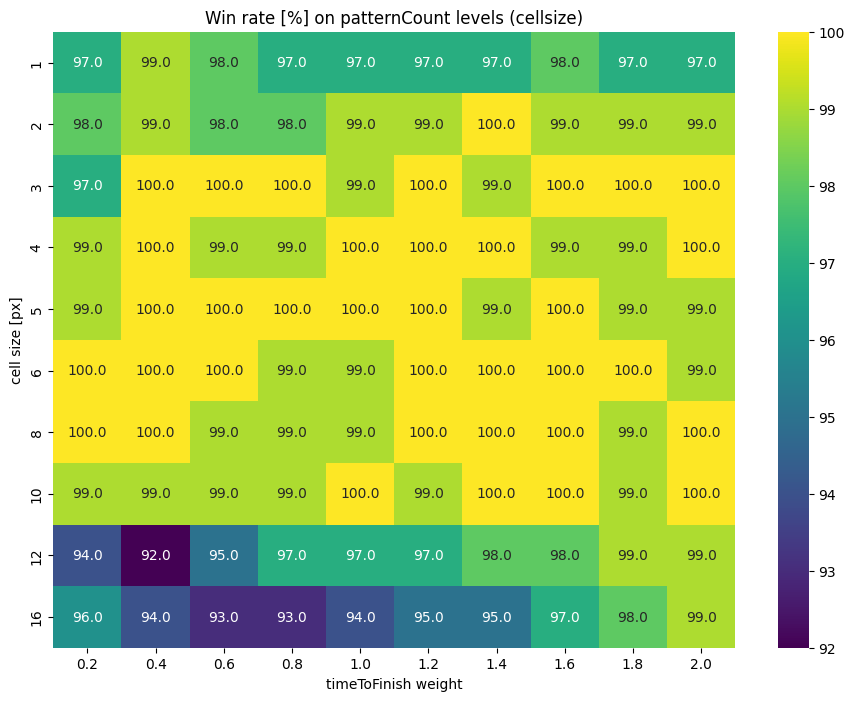 Win rate [%] on patternCount levels (cellsize)
cell size [px]
1 97.0 99.0 98.0 97.0 97.0 97.0 97.0 98.0 97.0 97.0
2 98.0 99.0 98.0 98.0 99.0 99.0 100.0 99.0 99.0 99.0
3 97.0 100.0 100.0 100.0 99.0 100.0 99.0 100.0 100.0 100.0
4 99.0 100.0 99.0 99.0 100.0 100.0 100.0 99.0 99.0 100.0
5 99.0 100.0 100.0 100.0 100.0 100.0 99.0 100.0 99.0 99.0
6 100.0 100.0 100.0 99.0 99.0 100.0 100.0 100.0 100.0 99.0
8 100.0 100.0 99.0 99.0 99.0 100.0 100.0 100.0 99.0 100.0
10 99.0 99.0 99.0 99.0 100.0 99.0 100.0 100.0 99.0 100.0
12 94.0 92.0 95.0 97.0 97.0 97.0 98.0 98.0 99.0 99.0
16 96.0 94.0 93.0 93.0 94.0 95.0 95.0 97.0 98.0 99.0
0.2 0.4 0.6 0.8 1.0 1.2 1.4 1.6 1.8 2.0
timeToFinish weight
100
99
98
97
96
95
94
93
92